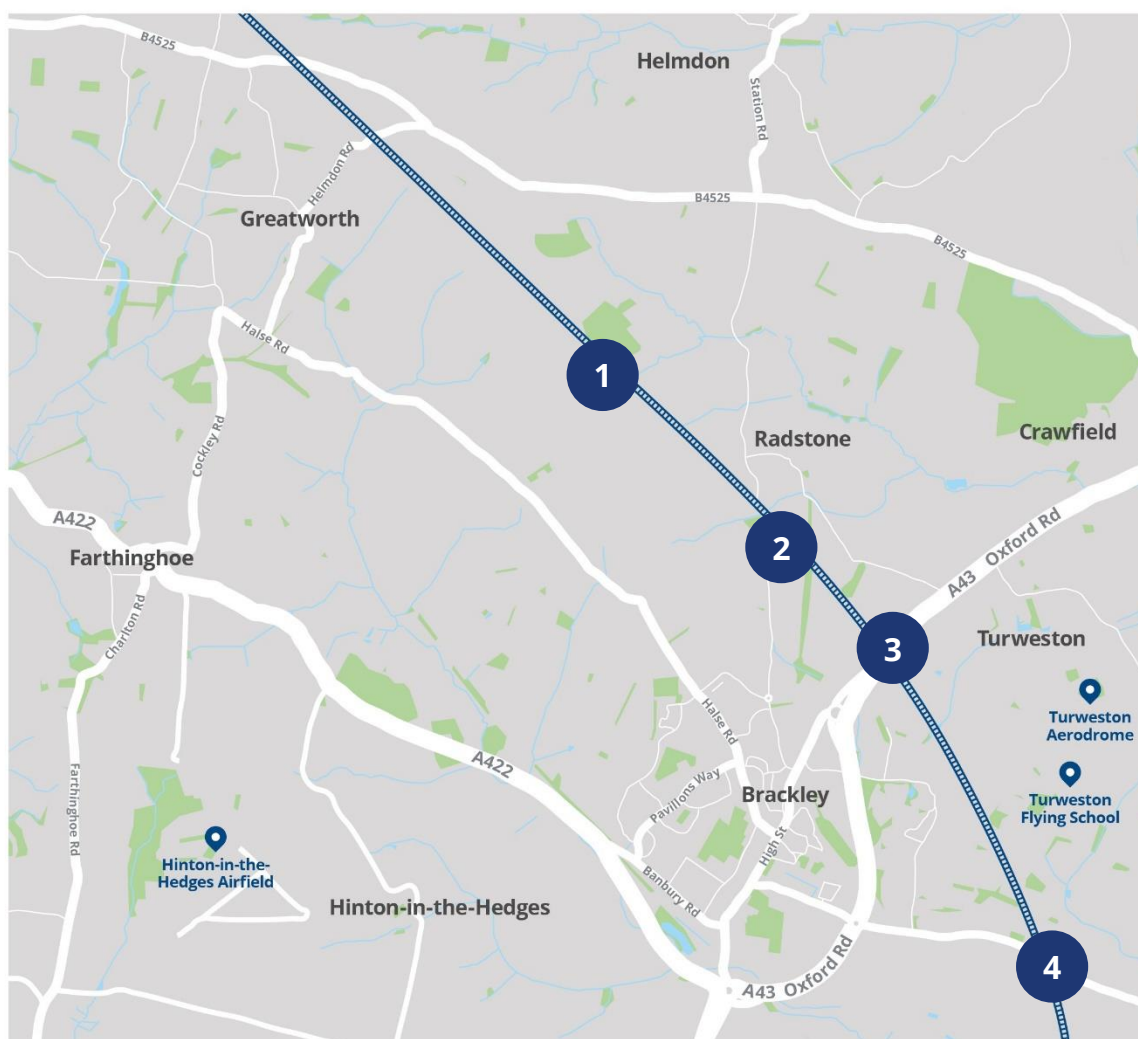 B4525
Helmdon
Station Rd
Helmdon Rd
B4525
Greatworth
B4525
Halse Rd
1
Radstone
Crawfield
Cockley Rd
A422
A43 Oxford Rd
2
Farthinghoe
Charlton Rd
3
Turweston
Turweston
Aerodrome
Halse Rd
A422
Farthinghoe Rd
Pavillons Way
Brackley
Turweston
Flying School
High St
Hinton-in-the-
Hedges Airfield
Banbury Rd
Hinton-in-the-Hedges
4
A43 Oxford Rd